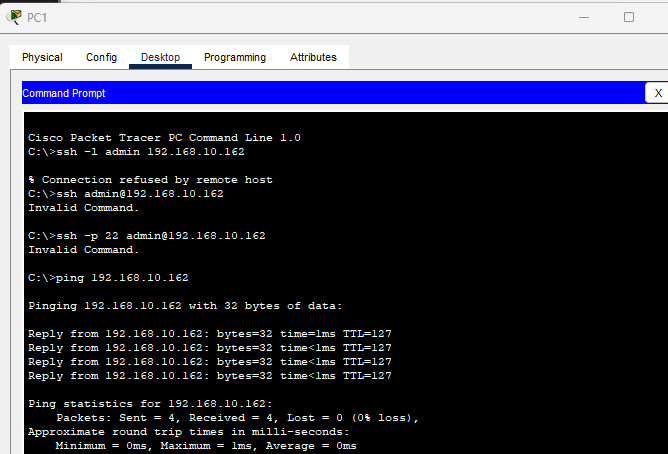 PC1
Physical Config Desktop Programming Attributes
Command Prompt X
Cisco Packet Tracer PC Command Line 1.0
C:\>ssh -l admin 192.168.10.162
% Connection refused by remote host
C:\>ssh admin@192.168.10.162
Invalid Command.
C:\>ssh -p 22 admin@192.168.10.162
Invalid Command.
C:\>ping 192.168.10.162
Pinging 192.168.10.162 with 32 bytes of data:
Reply from 192.168.10.162: bytes=32 time=1ms TTL=127
Reply from 192.168.10.162: bytes=32 time<1ms TTL=127
Reply from 192.168.10.162: bytes=32 time<1ms TTL=127
Reply from 192.168.10.162: bytes=32 time<1ms TTL=127
Ping statistics for 192.168.10.162:
Packets: Sent = 4, Received = 4, Lost = 0 (0% loss),
Approximate round trip times in milli-seconds:
Minimum = 0ms, Maximum = 1ms, Average = 0ms